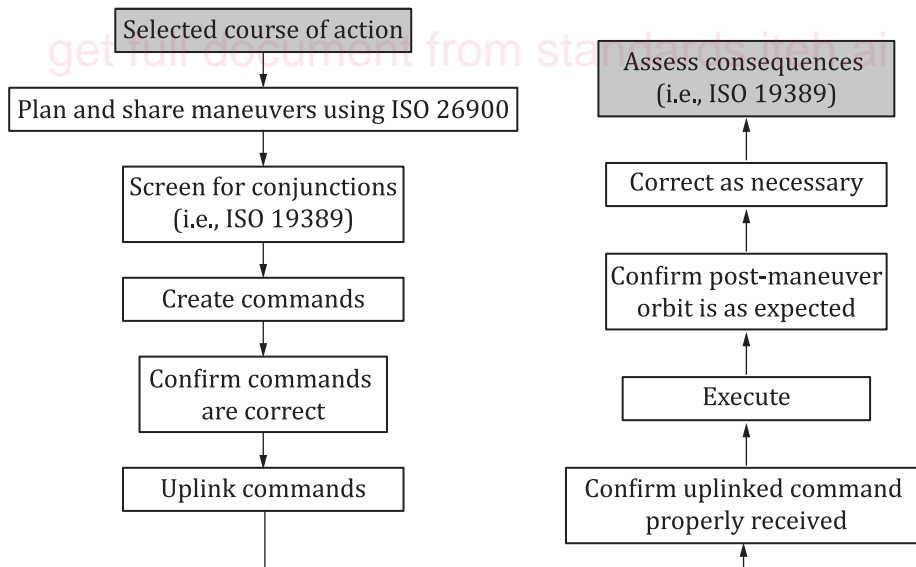 Selected course of action
get full document from standards.iteh.ai
Plan and share maneuvers using ISO 26900
Screen for conjunctions
(i.e., ISO 19389)
Create commands
Confirm commands
are correct
Uplink commands
Assess consequences
(i.e., ISO 19389)
Correct as necessary
Confirm post-maneuver
orbit is as expected
Execute
Confirm uplinked command
properly received